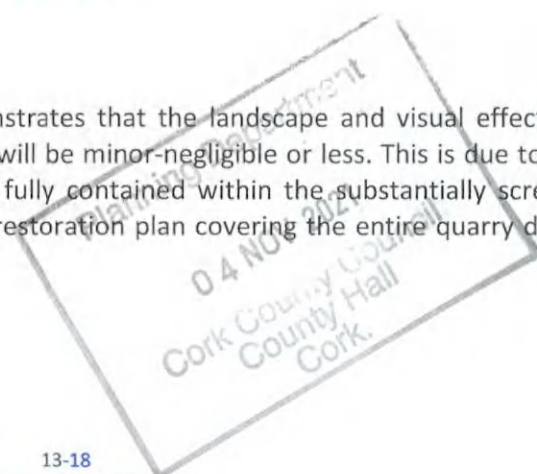 nstrates that the landscape and visual effect
will be minor-negligible or less. This is due to
fully contained within the substantially scre
restoration plan covering the entire quarry d
Planning Department
04 NOV 2021
Cork County Council
County Hall
Cork.
13-18